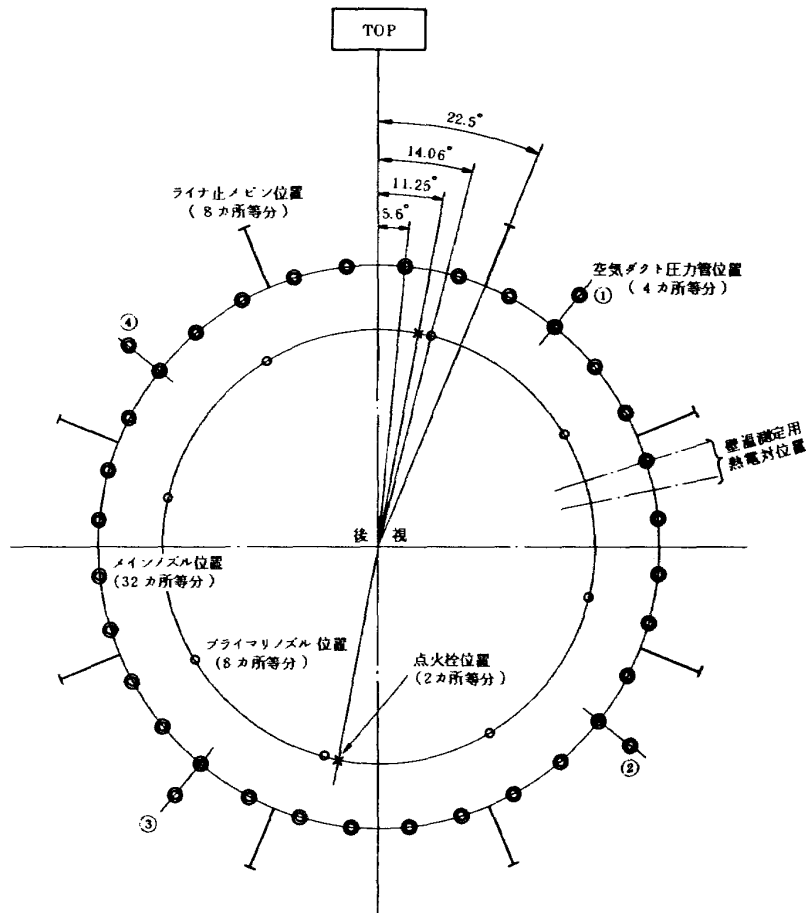 TOP
22.5°
14.06°
11.25°
5.6°
ライナ止メピン位置
(8カ所等分)
空気ダクト圧力管位置
① (4カ所等分)
④
壁温測定用
熱電対位置
後視
メインノズル位置
(32カ所等分)
プライマリノズル位置
(8カ所等分)
点火栓位置
(2カ所等分)
②
③